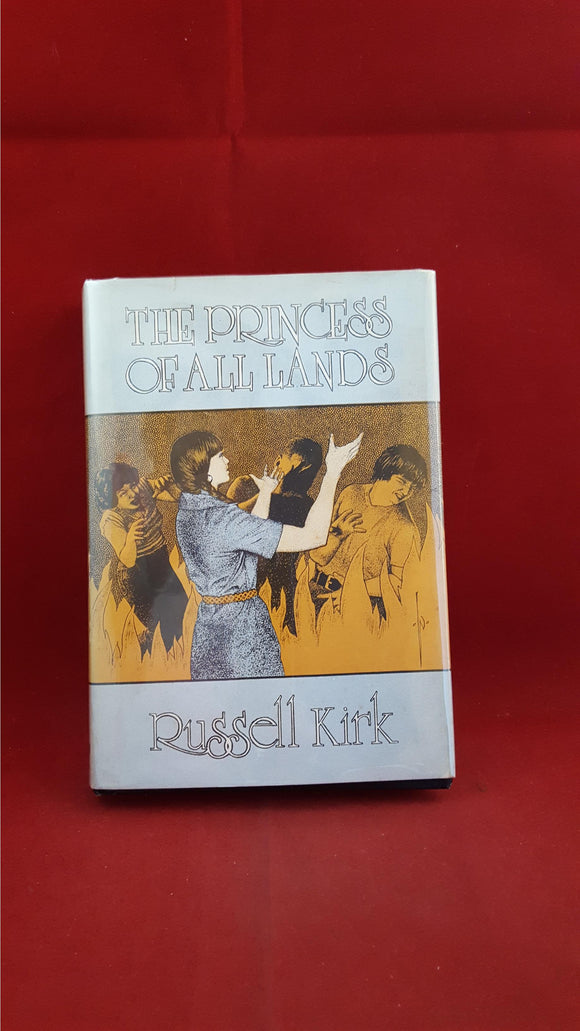 THE PRINCESS
OF ALL LANDS
Russell Kirk